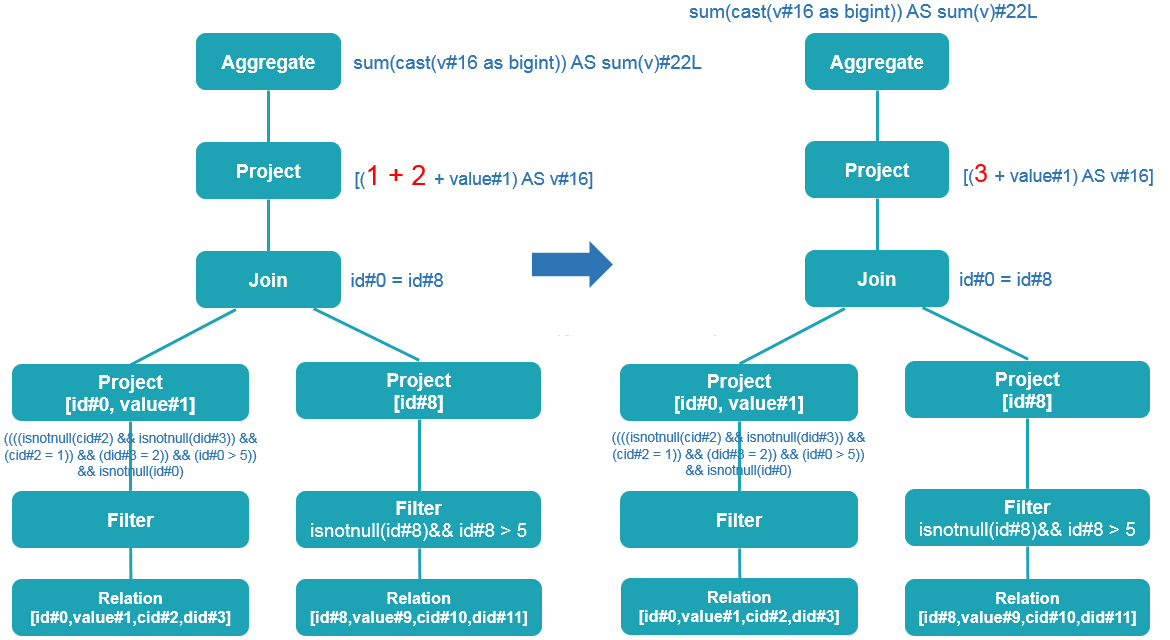 sum(cast(v#16 as bigint)) AS sum(v)#22L
Aggregate
sum(cast(v#16 as bigint)) AS sum(v)#22L
Project
[(1 + 2 + value#1) AS v#16]
Join
id#0 = id#8
Project
[id#0, value#1]
Project
[id#8]
((((isnotnull(cid#2) && isnotnull(did#3)) &&
(cid#2 = 1)) && (did#3 = 2)) && (id#0 > 5))
&& isnotnull(id#0)
Filter
Filter
isnotnull(id#8)&& id#8 > 5
Relation
[id#0,value#1,cid#2,did#3]
Relation
[id#8,value#9,cid#10,did#11]
Aggregate
Project
[(3 + value#1) AS v#16]
Join
id#0 = id#8
Project
[id#0, value#1]
Project
[id#8]
((((isnotnull(cid#2) && isnotnull(did#3)) &&
(cid#2 = 1)) && (did#3 = 2)) && (id#0 > 5))
&& isnotnull(id#0)
Filter
Filter
isnotnull(id#8)&& id#8 > 5
Relation
[id#0,value#1,cid#2,did#3]
Relation
[id#8,value#9,cid#10,did#11]